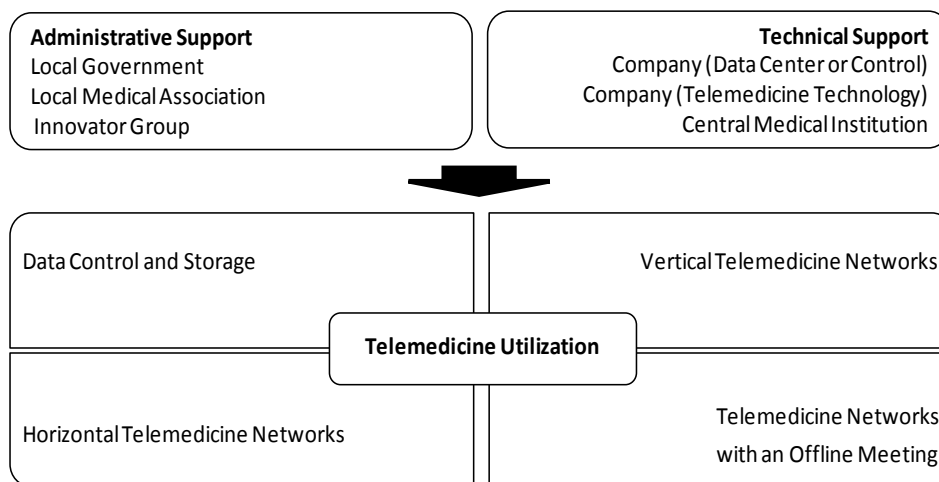 Administrative Support
Local Government
Local Medical Association
Innovator Group
Technical Support
Company (Data Center or Control)
Company (Telemedicine Technology)
Central Medical Institution
Data Control and Storage
Vertical Telemedicine Networks
Telemedicine Utilization
Horizontal Telemedicine Networks
Telemedicine Networks
with an Offline Meeting